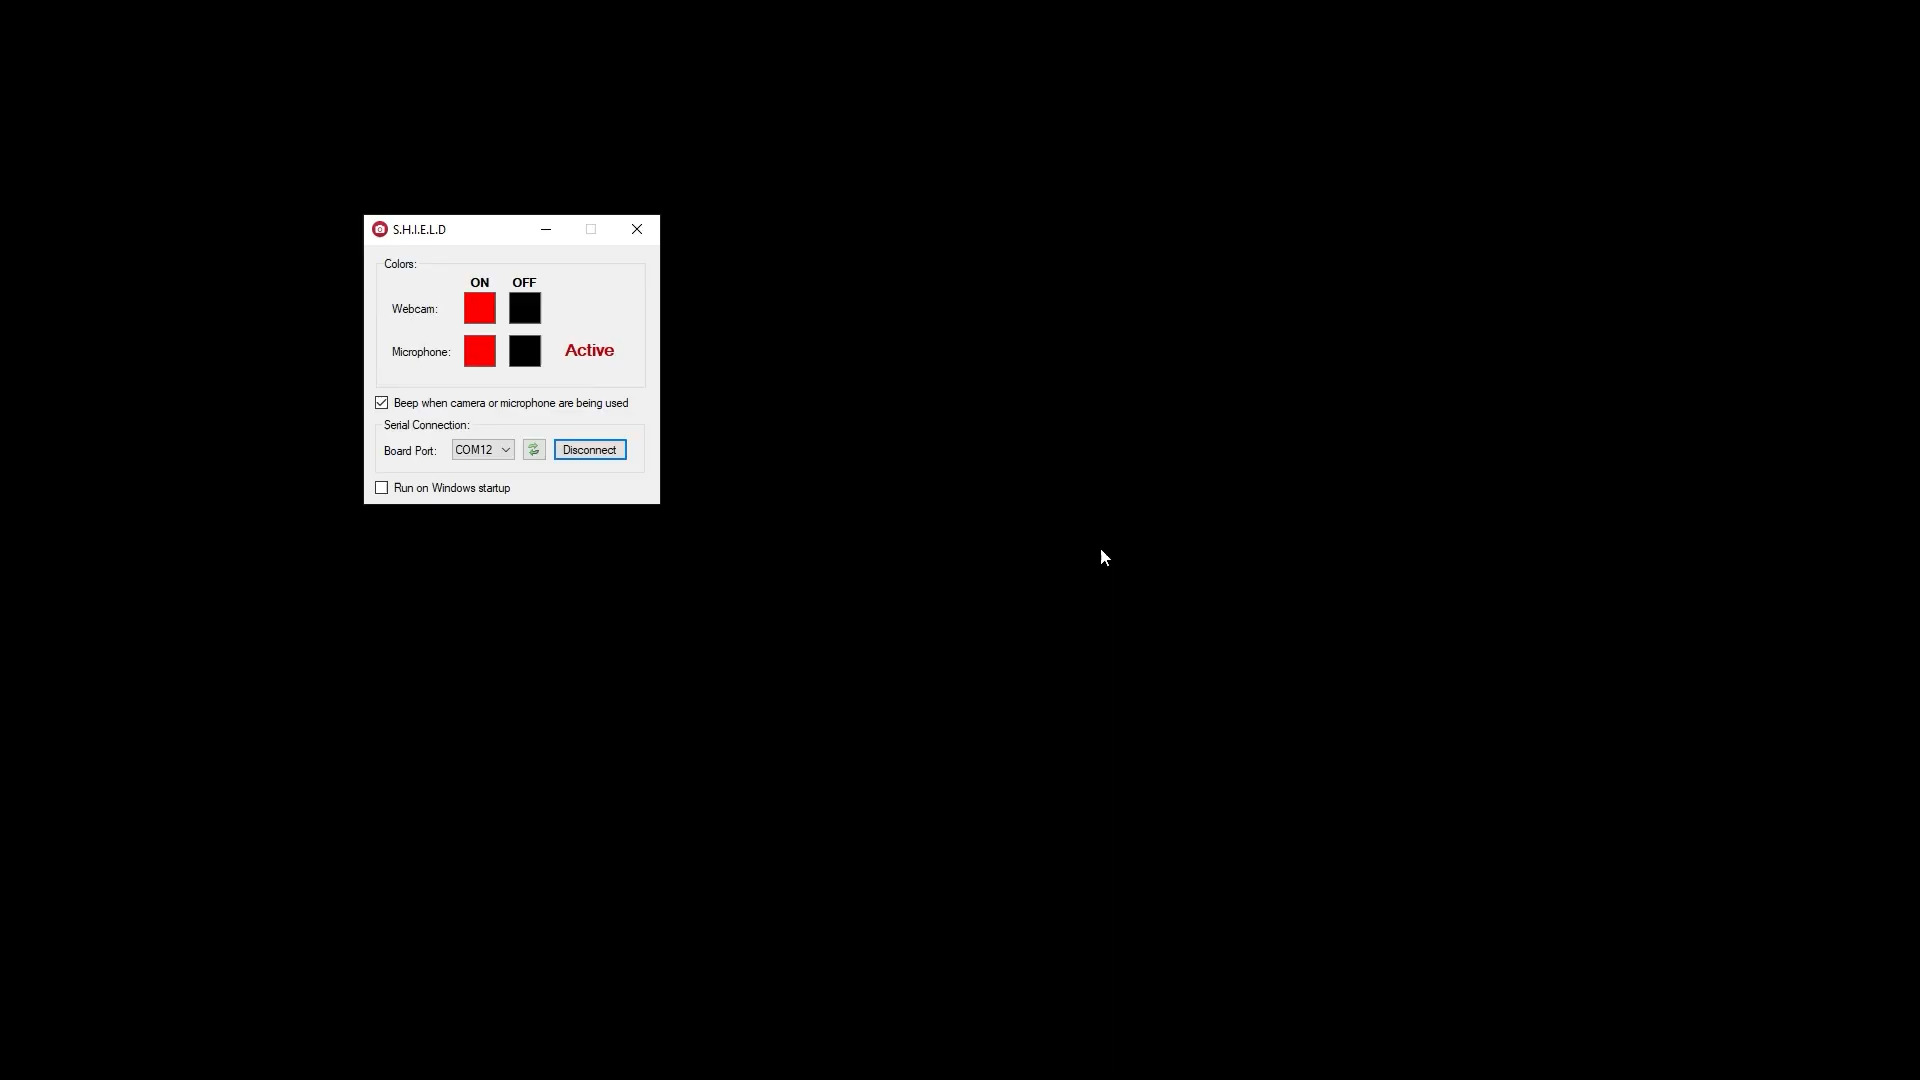 S.H.I.E.L.D
Colors:
ON OFF
Webcam:
Microphone: Active
Beep when camera or microphone are being used
Serial Connection:
Board Port: COM12 Disconnect
Run on Windows startup